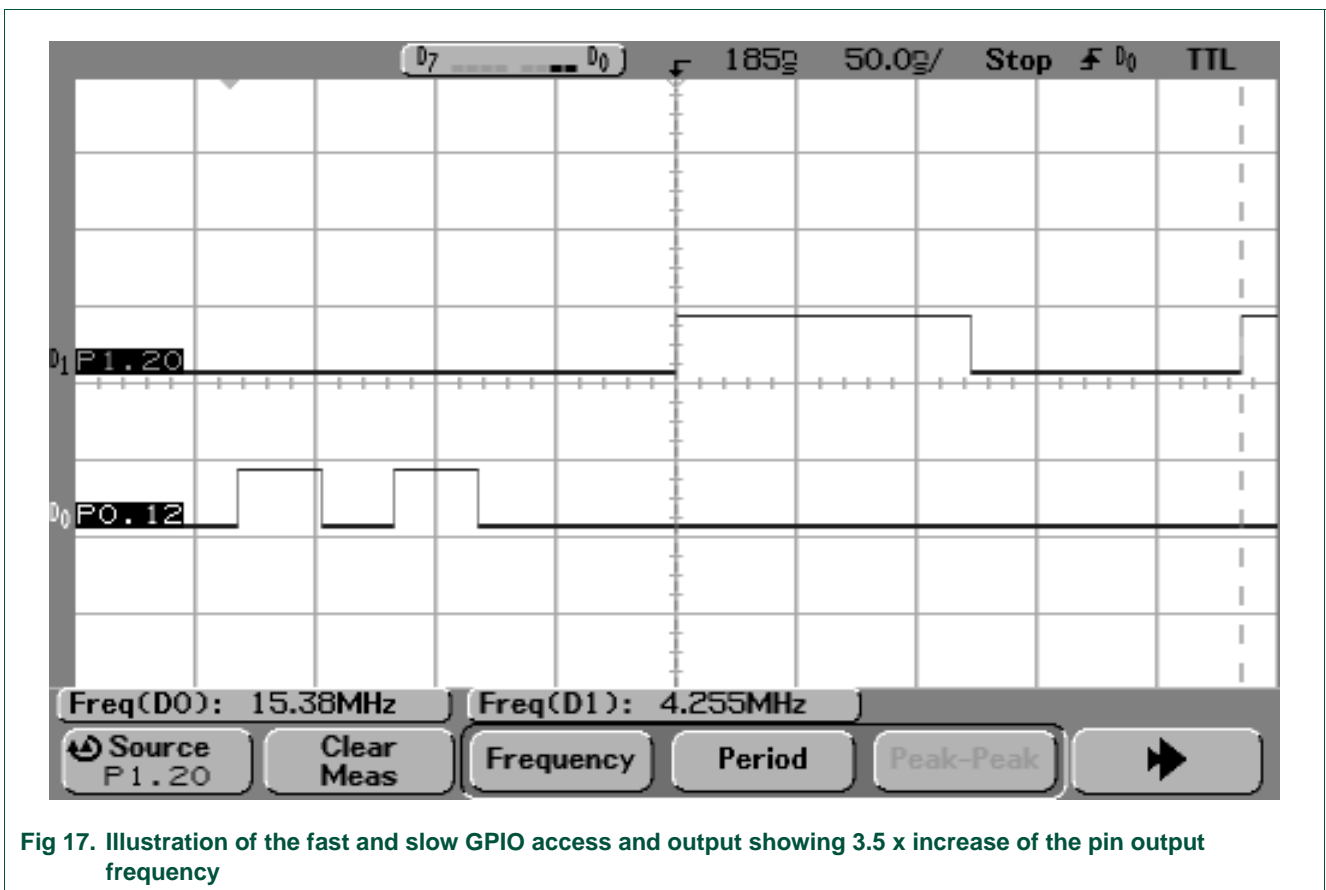 D7 D0 185ns 50.0ns/ Stop D0 TTL
D1 P1.20
D0 P0.12
Freq(D0): 15.38MHz Freq(D1): 4.255MHz
Source P1.20 Clear Meas Frequency Period Peak-Peak
Fig 17. Illustration of the fast and slow GPIO access and output showing 3.5 x increase of the pin output
frequency